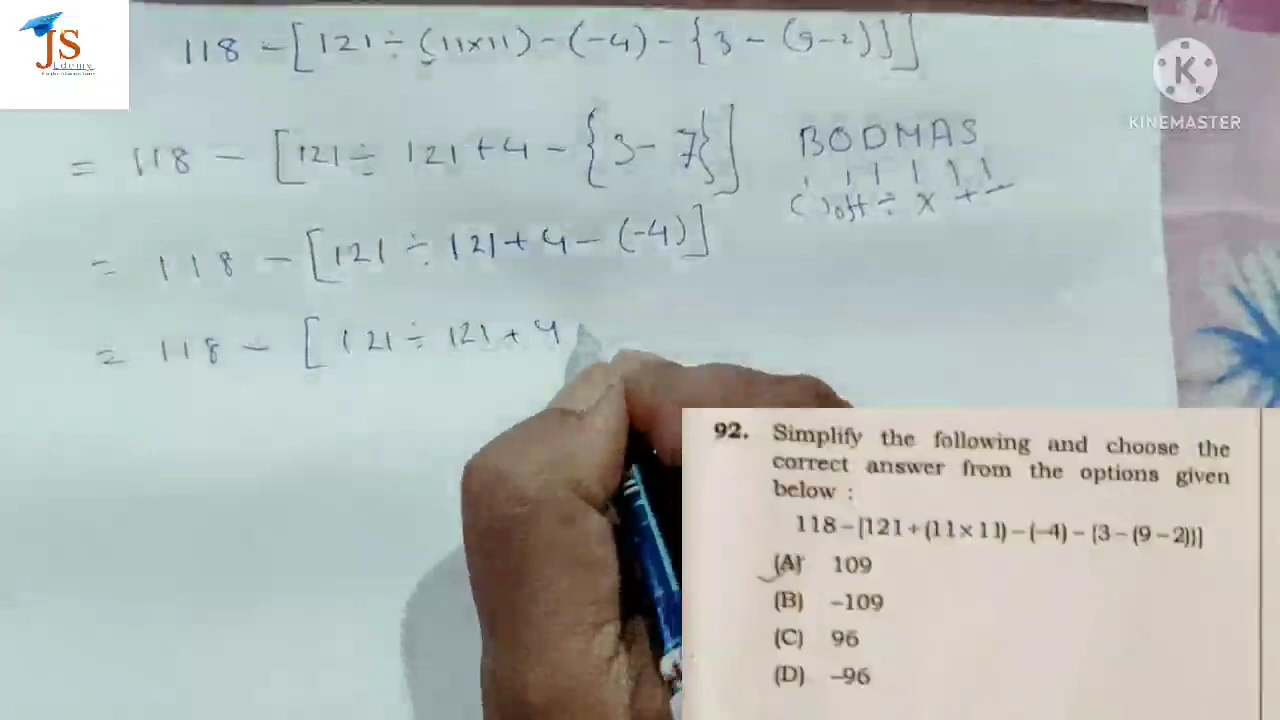 JS
118 - [121 ÷ (11×11) - (-4) - {3 - (9-2)}]
KINEMASTER
= 118 - [121 ÷ 121 + 4 - {3 - 7}]
BODMAS
( ) off ÷ × + -
= 118 - [121 ÷ 121 + 4 - (-4)]
= 118 - [121 ÷ 121 + 4
92. Simplify the following and choose the
correct answer from the options given
below :
118 – [121 ÷ (11 × 11) – (–4) – {3 – (9 – 2)}]
(A) 109
(B) –109
(C) 96
(D) –96